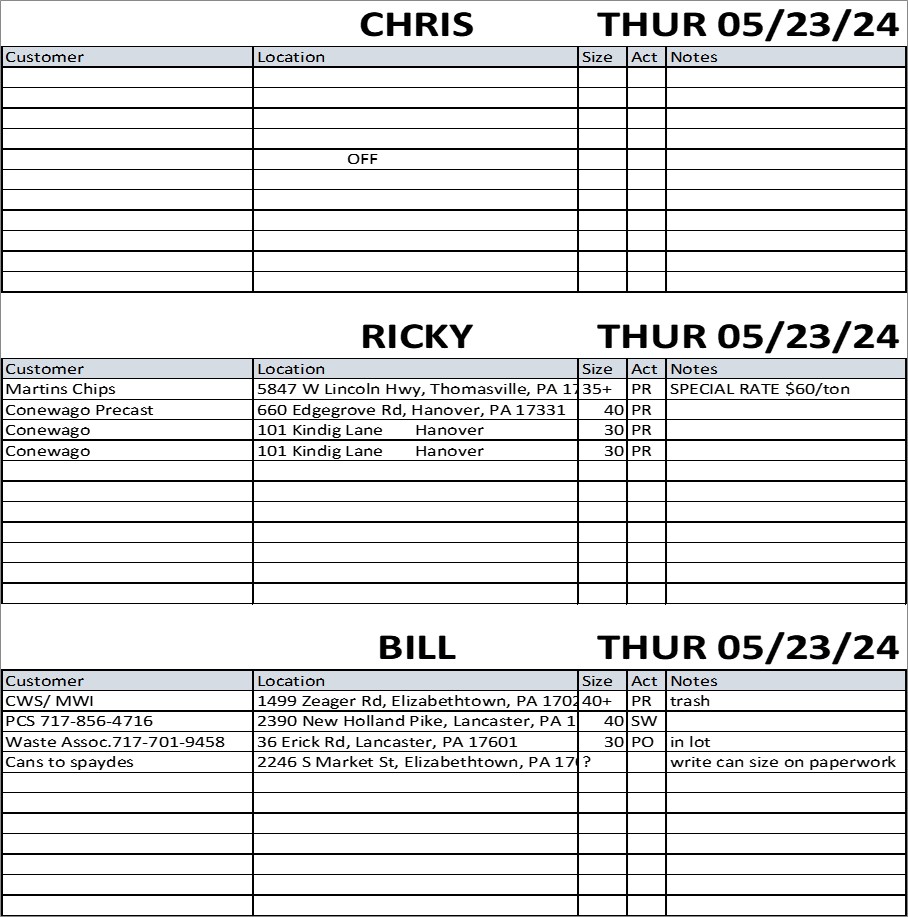 CHRIS THUR 05/23/24
Customer Location Size Act Notes
OFF
RICKY THUR 05/23/24
Customer Location Size Act Notes
Martins Chips 5847 W Lincoln Hwy, Thomasville, PA 17 35+ PR SPECIAL RATE $60/ton
Conewago Precast 660 Edgegrove Rd, Hanover, PA 17331 40 PR
Conewago 101 Kindig Lane Hanover 30 PR
Conewago 101 Kindig Lane Hanover 30 PR
BILL THUR 05/23/24
Customer Location Size Act Notes
CWS/ MWI 1499 Zeager Rd, Elizabethtown, PA 1702 40+ PR trash
PCS 717-856-4716 2390 New Holland Pike, Lancaster, PA 1 40 SW
Waste Assoc.717-701-9458 36 Erick Rd, Lancaster, PA 17601 30 PO in lot
Cans to spaydes 2246 S Market St, Elizabethtown, PA 170 ? write can size on paperwork